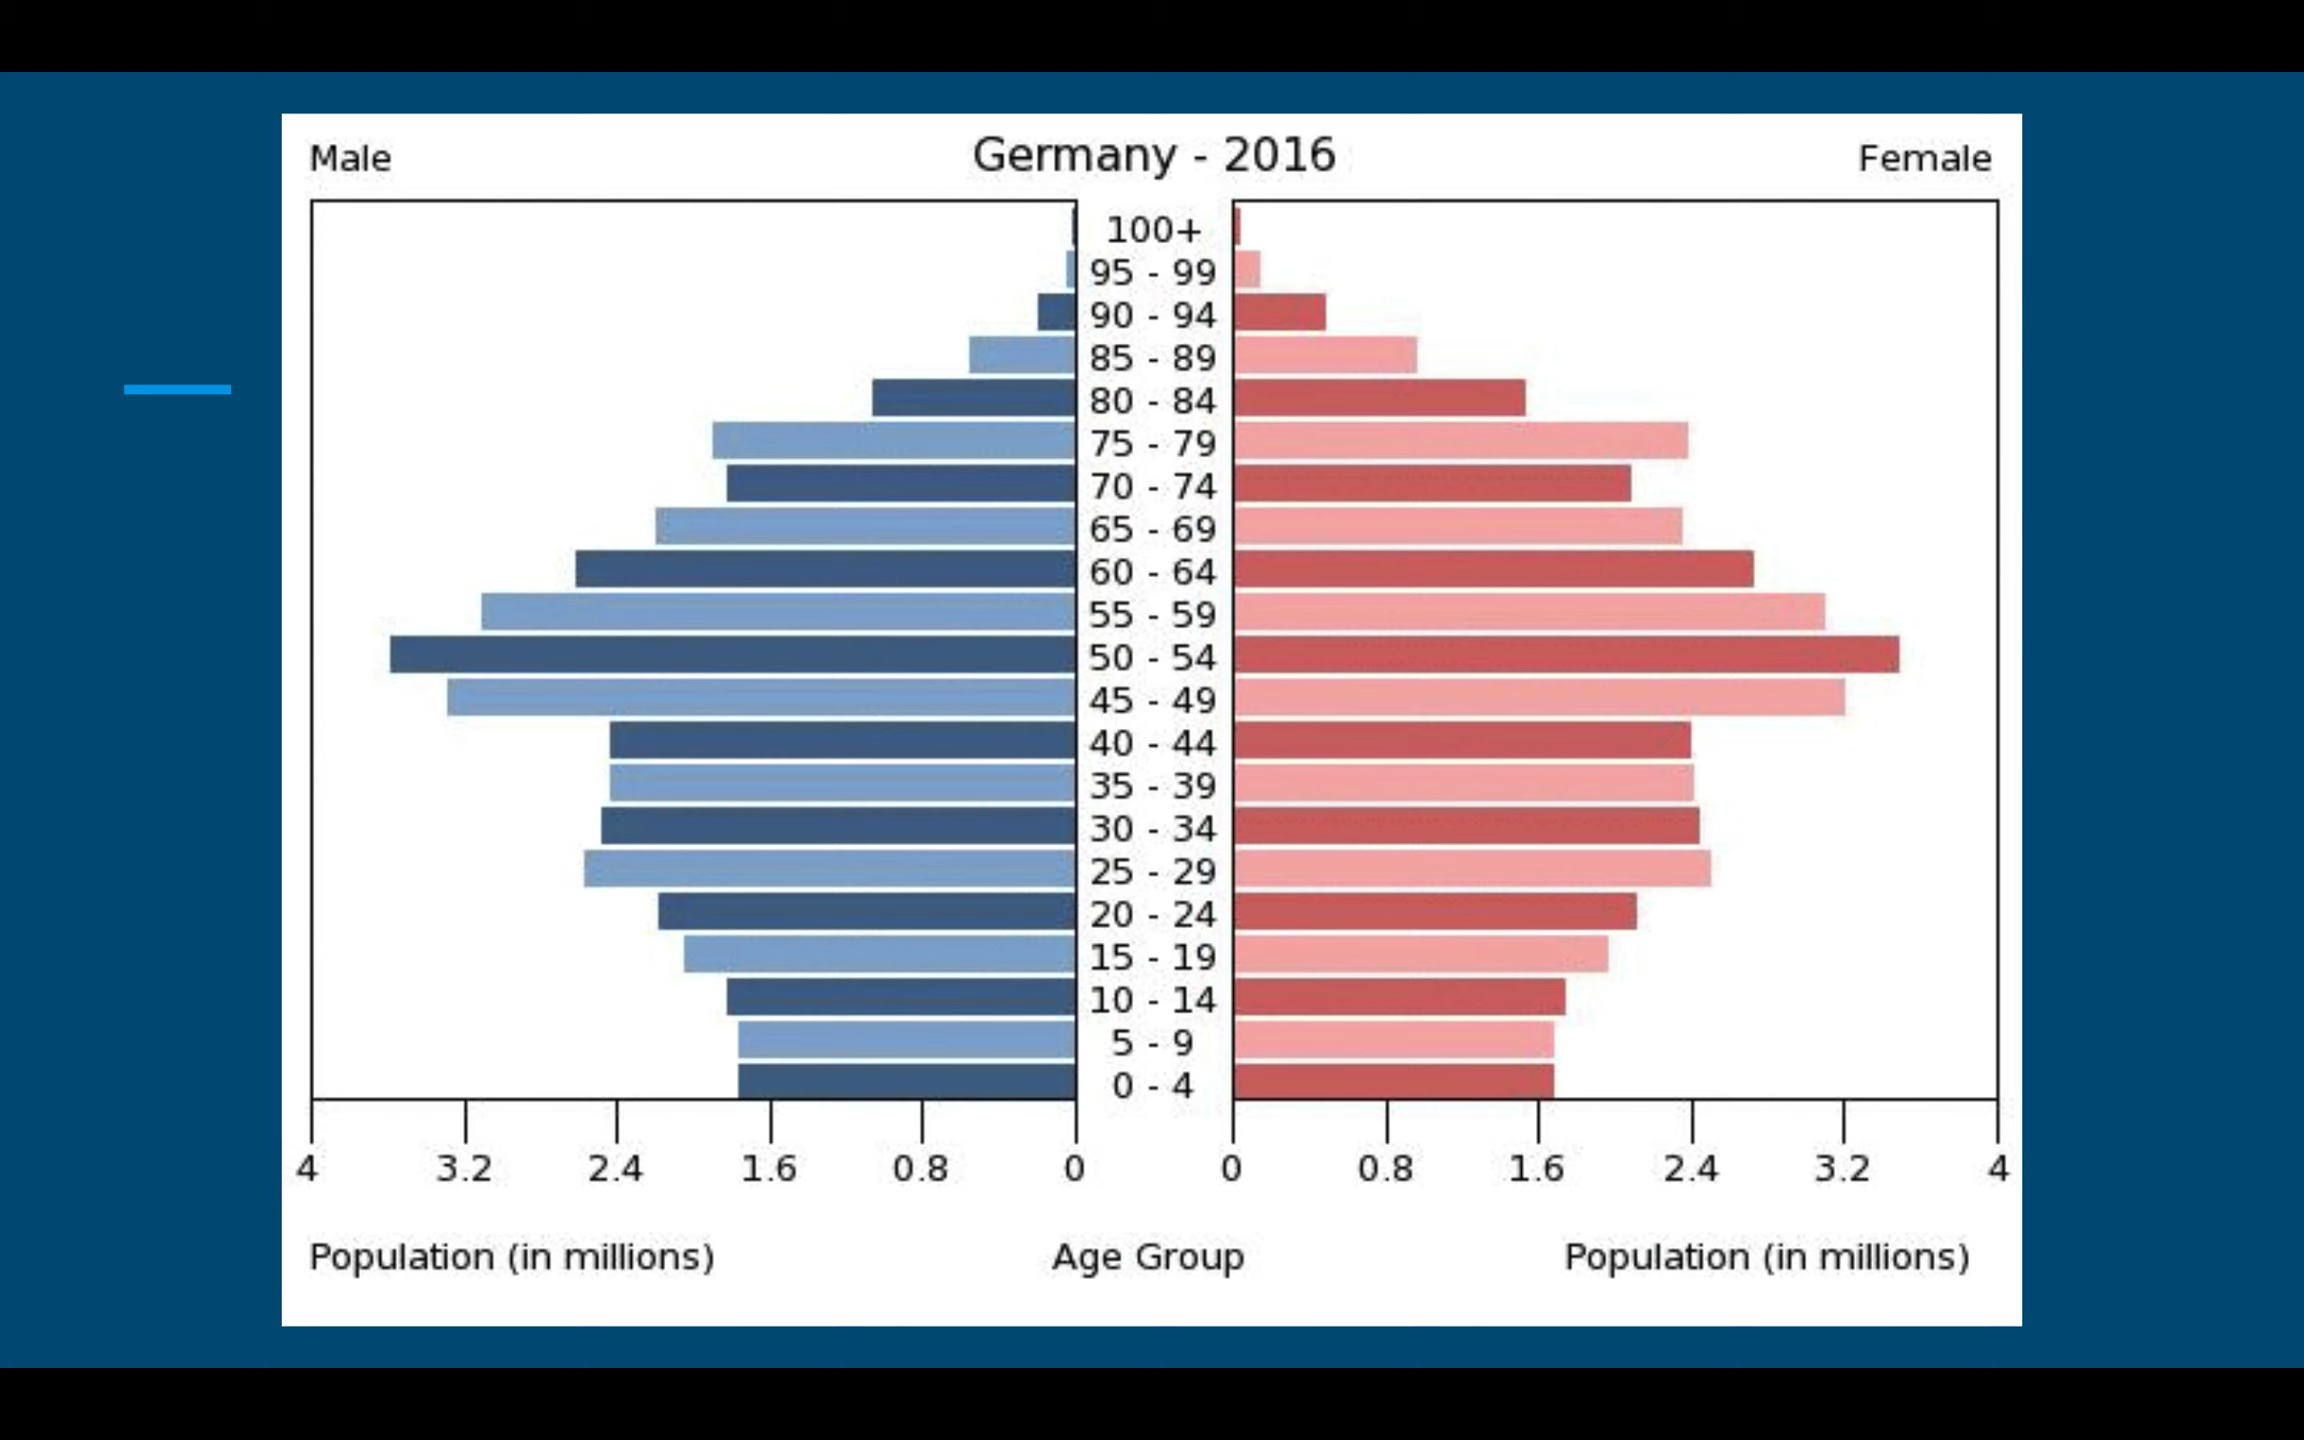 Male Germany - 2016 Female
100+
95 - 99
90 - 94
85 - 89
80 - 84
75 - 79
70 - 74
65 - 69
60 - 64
55 - 59
50 - 54
45 - 49
40 - 44
35 - 39
30 - 34
25 - 29
20 - 24
15 - 19
10 - 14
5 - 9
0 - 4
4 3.2 2.4 1.6 0.8 0 0 0.8 1.6 2.4 3.2 4
Population (in millions) Age Group Population (in millions)